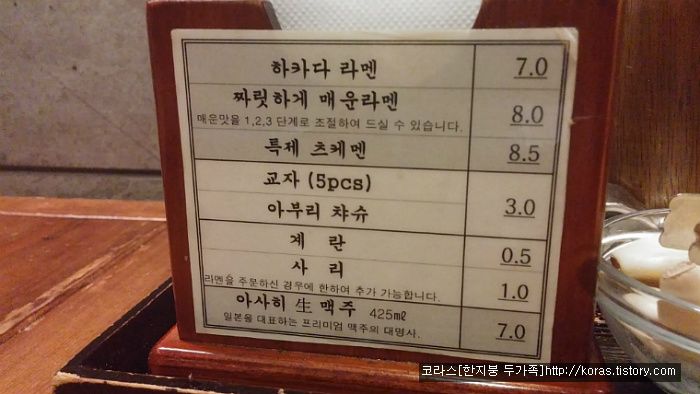 하카다 라멘 7.0
짜릿하게 매운라멘 8.0
매운맛을 1,2,3 단계로 조절하여 드실 수 있습니다.
특제 츠케멘 8.5
교자 (5pcs)
아부리 챠슈 3.0
계 란 0.5
사 리 1.0
라멘을 주문하신 경우에 한하여 추가 가능합니다.
아사히 生 맥주 425㎖ 7.0
일본을 대표하는 프리미엄 맥주의 대명사.
코라스[한지붕 두가족]http://koras.tistory.com